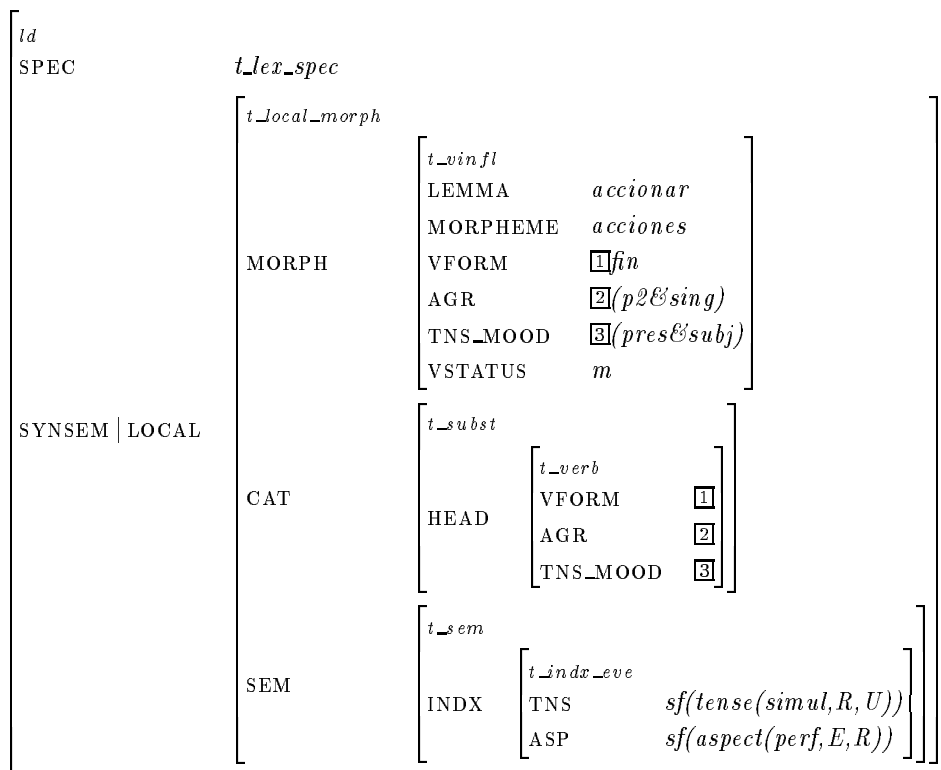 ld
SPEC t_lex_spec
t_local_morph
t_vinfl
LEMMA accionar
MORPHEME acciones
MORPH VFORM 1 fin
AGR 2 (p2&sing)
TNS_MOOD 3 (pres&subj)
VSTATUS m
SYNSEM | LOCAL
t_subst
t_verb
CAT VFORM 1
HEAD AGR 2
TNS_MOOD 3
t_sem
t_indx_eve
SEM INDX TNS sf(tense(simul,R,U))
ASP sf(aspect(perf,E,R))